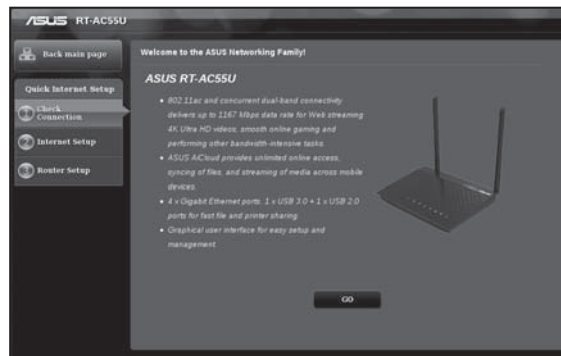 ASUS RT-AC55U
Back main page
Quick Internet Setup
1 Check
Connection
2 Internet Setup
3 Router Setup
Welcome to the ASUS Networking Family!
ASUS RT-AC55U
• 802.11ac and concurrent dual-band connectivity
delivers up to 1167 Mbps data rate for Web streaming
4K Ultra HD videos, smooth online gaming and
performing other bandwidth-intensive tasks.
• ASUS AiCloud provides unlimited online access,
syncing of files, and streaming of media across mobile
devices.
• 4 x Gigabit Ethernet ports. 1 x USB 3.0 + 1 x USB 2.0
ports for fast file and printer sharing.
• Graphical user interface for easy setup and
management.
GO